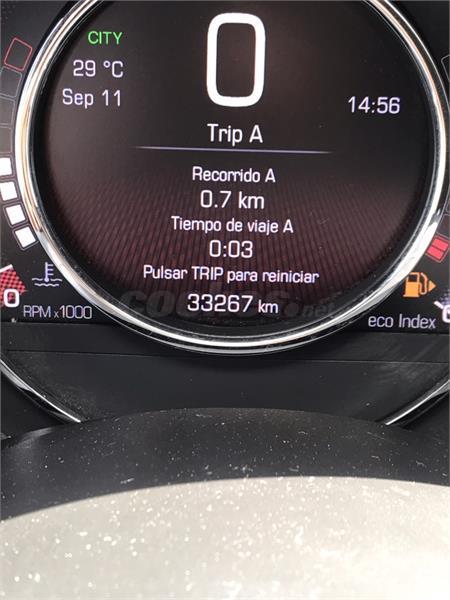 CITY
0
29 °C
Sep 11
14:56
Trip A
Recorrido A
0.7 km
Tiempo de viaje A
0:03
Pulsar TRIP para reiniciar
33267 km
0
RPM x1000
eco Index